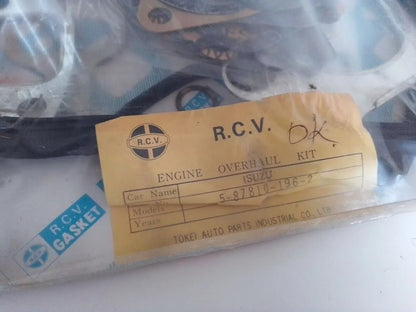 R.C.V.
R.C.V.
OK.
ENGINE OVERHAUL KIT
Car Name ISUZU
Models 5-87810-196-2
Years
TOKEI AUTO PARTS INDUSTRIAL CO., LTD.
R.C.V.
GASKET